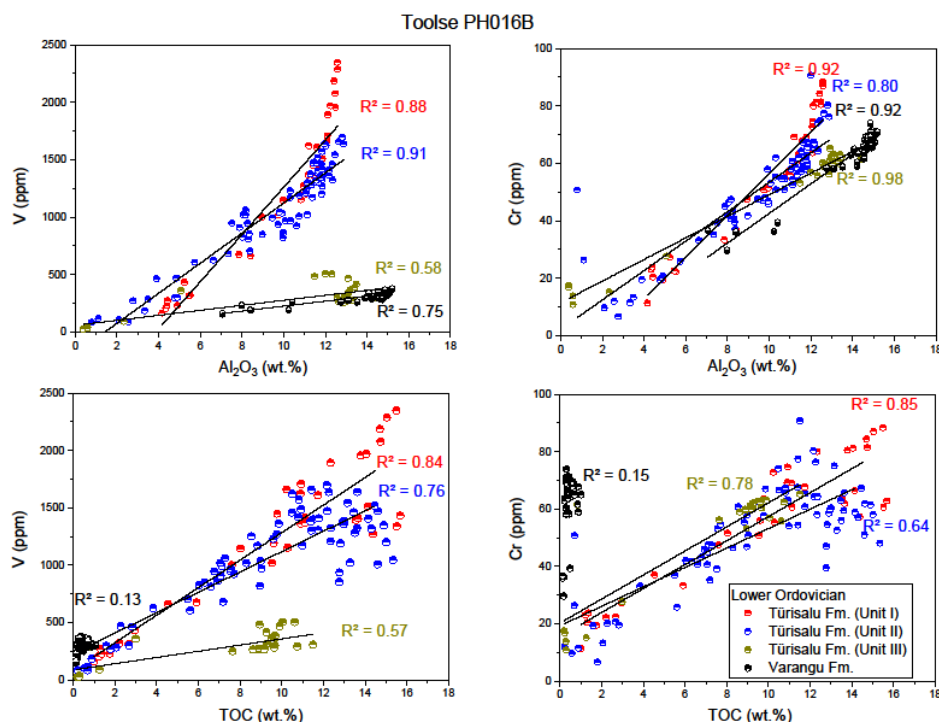 Toolse PH016B
2500
2000
1500
1000
500
0
V (ppm)
R² = 0.88
R² = 0.91
R² = 0.58
R² = 0.75
0 2 4 6 8 10 12 14 16 18
Al₂O₃ (wt.%)
100
80
60
40
20
0
Cr (ppm)
R² = 0.92
R² = 0.80
R² = 0.92
R² = 0.98
0 2 4 6 8 10 12 14 16 18
Al₂O₃ (wt.%)
2500
2000
1500
1000
500
0
V (ppm)
R² = 0.84
R² = 0.76
R² = 0.13
R² = 0.57
0 2 4 6 8 10 12 14 16 18
TOC (wt.%)
100
80
60
40
20
0
Cr (ppm)
R² = 0.85
R² = 0.15
R² = 0.78
R² = 0.64
Lower Ordovician
Türisalu Fm. (Unit I)
Türisalu Fm. (Unit II)
Türisalu Fm. (Unit III)
Varangu Fm.
0 2 4 6 8 10 12 14 16 18
TOC (wt.%)